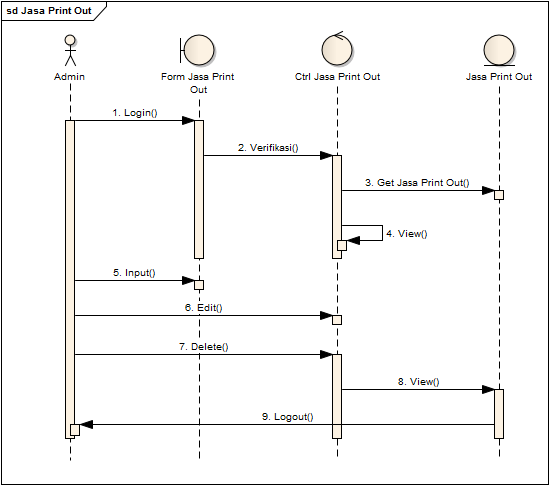 sd Jasa Print Out
Admin
Form Jasa Print
Out
Ctrl Jasa Print Out
Jasa Print Out
1. Login()
2. Verifikasi()
3. Get Jasa Print Out()
4. View()
5. Input()
6. Edit()
7. Delete()
8. View()
9. Logout()